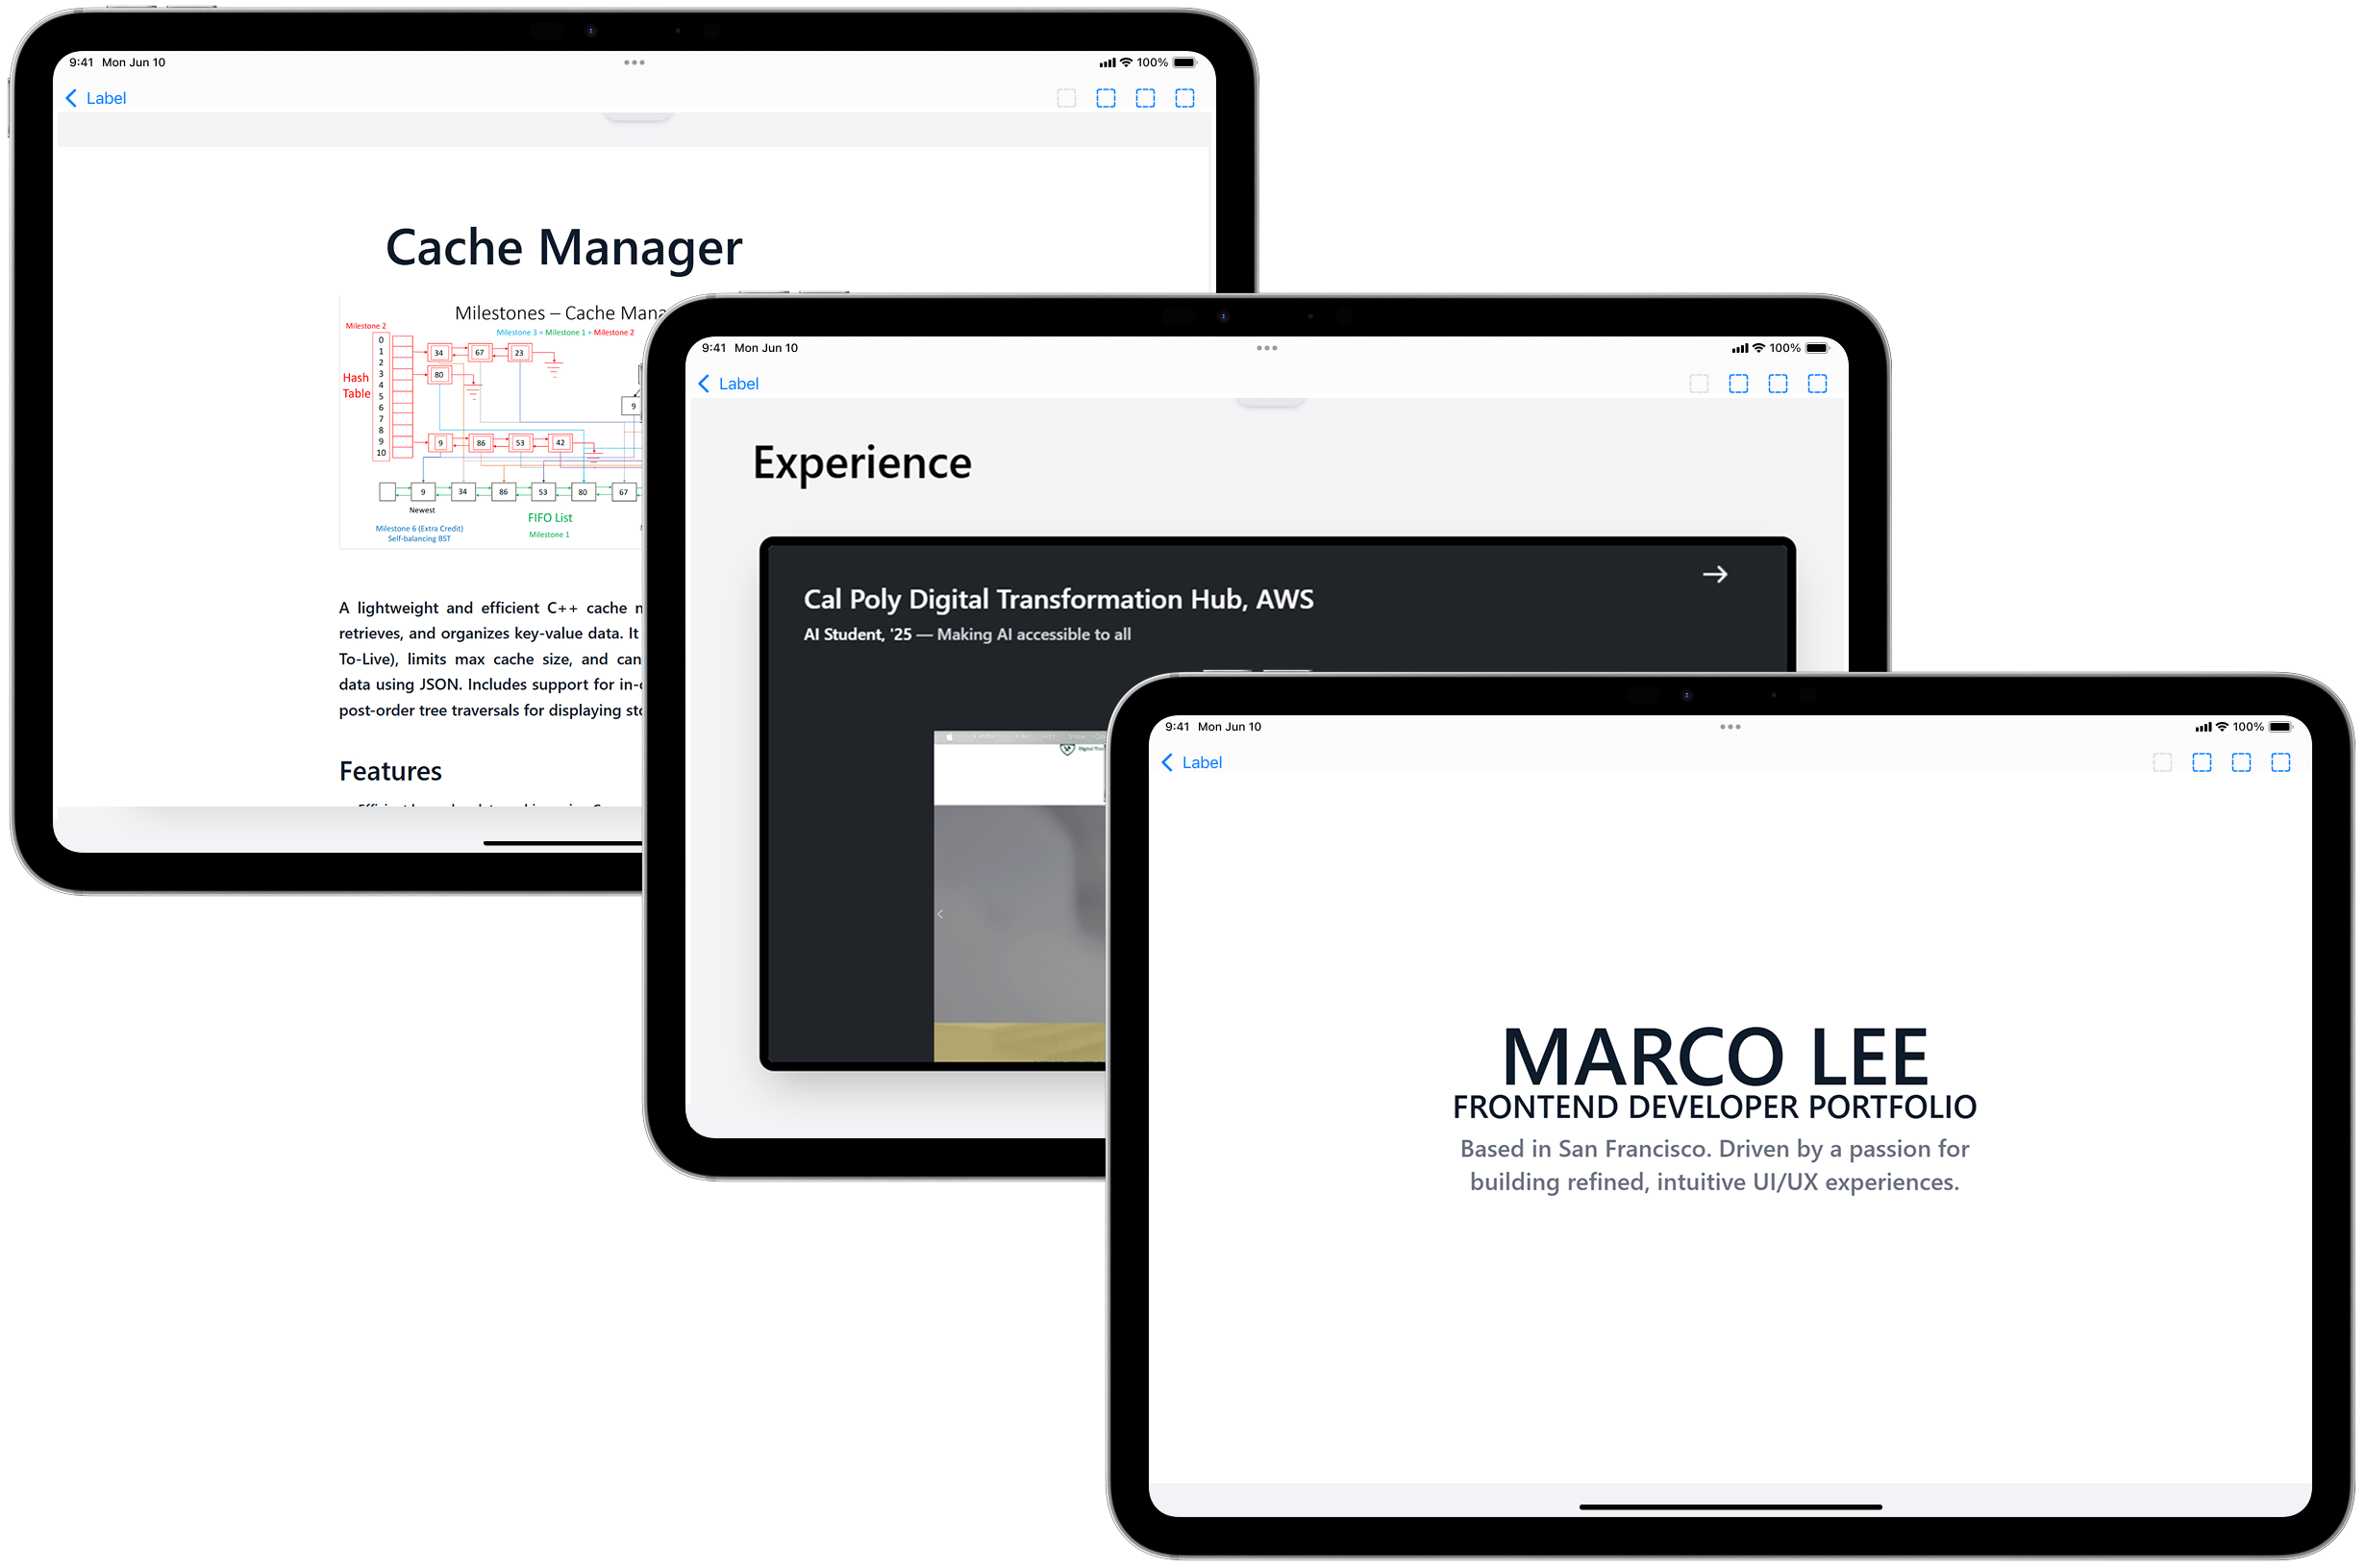 9:41 Mon Jun 10
100%
Label
Cache Manager
Milestones – Cache Mana
Milestone 3 = Milestone 1 + Milestone 2
Milestone 2
0
1
2
3
4
5
6
7
8
9
10
Hash
Table
34 67 23
80
9
9 86 53 42
9 34 86 53 80 67
Newest
FIFO List
Milestone 6 (Extra Credit)
Self-balancing BST
Milestone 1
A lightweight and efficient C++ cache
retrieves, and organizes key-value data. It
To-Live), limits max cache size, and can
data using JSON. Includes support for in-
post-order tree traversals for displaying
Features
9:41 Mon Jun 10
100%
Label
Experience
Cal Poly Digital Transformation Hub, AWS
AI Student, '25 — Making AI accessible to all
9:41 Mon Jun 10
100%
Label
MARCO LEE
FRONTEND DEVELOPER PORTFOLIO
Based in San Francisco. Driven by a passion for
building refined, intuitive UI/UX experiences.